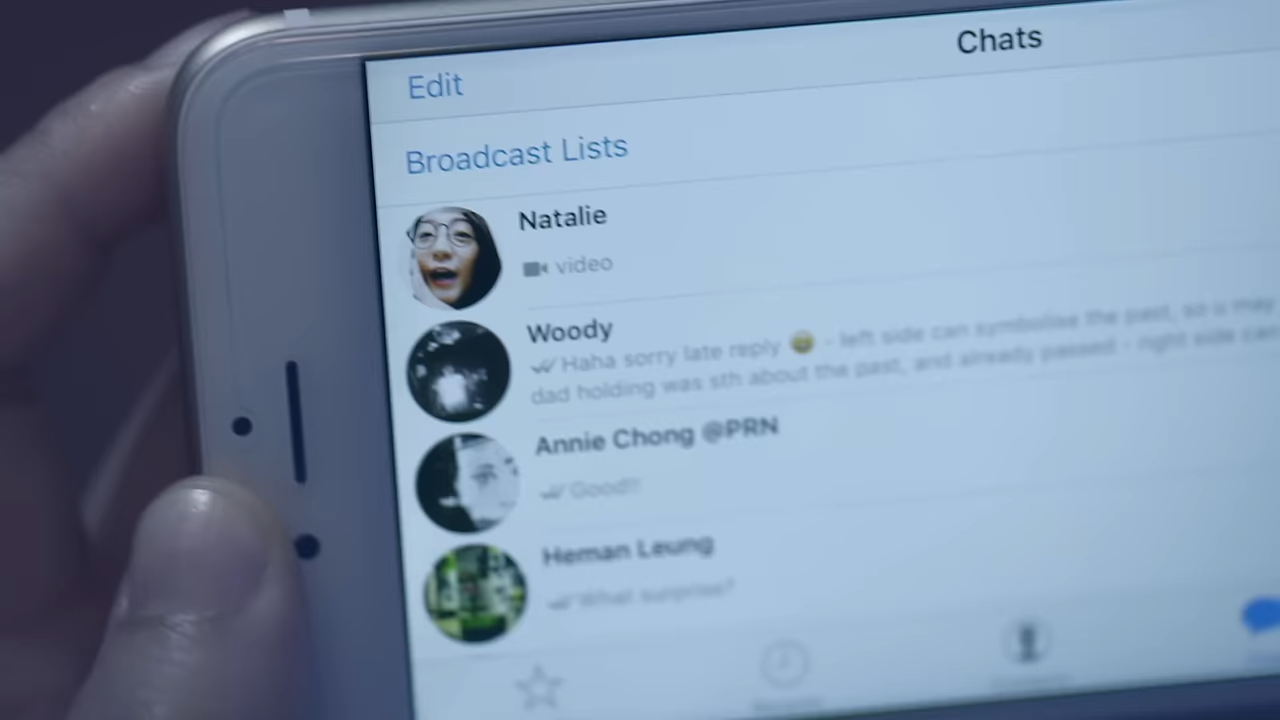 Chats
Edit
Broadcast Lists
Natalie
video
Woody
Haha sorry late reply 😄 - left side can symbolise the past, so u may
dad holding was sth about the past, and already passed - right side can
Annie Chong @PRN
Good!!
Heman Leung
What surprise?